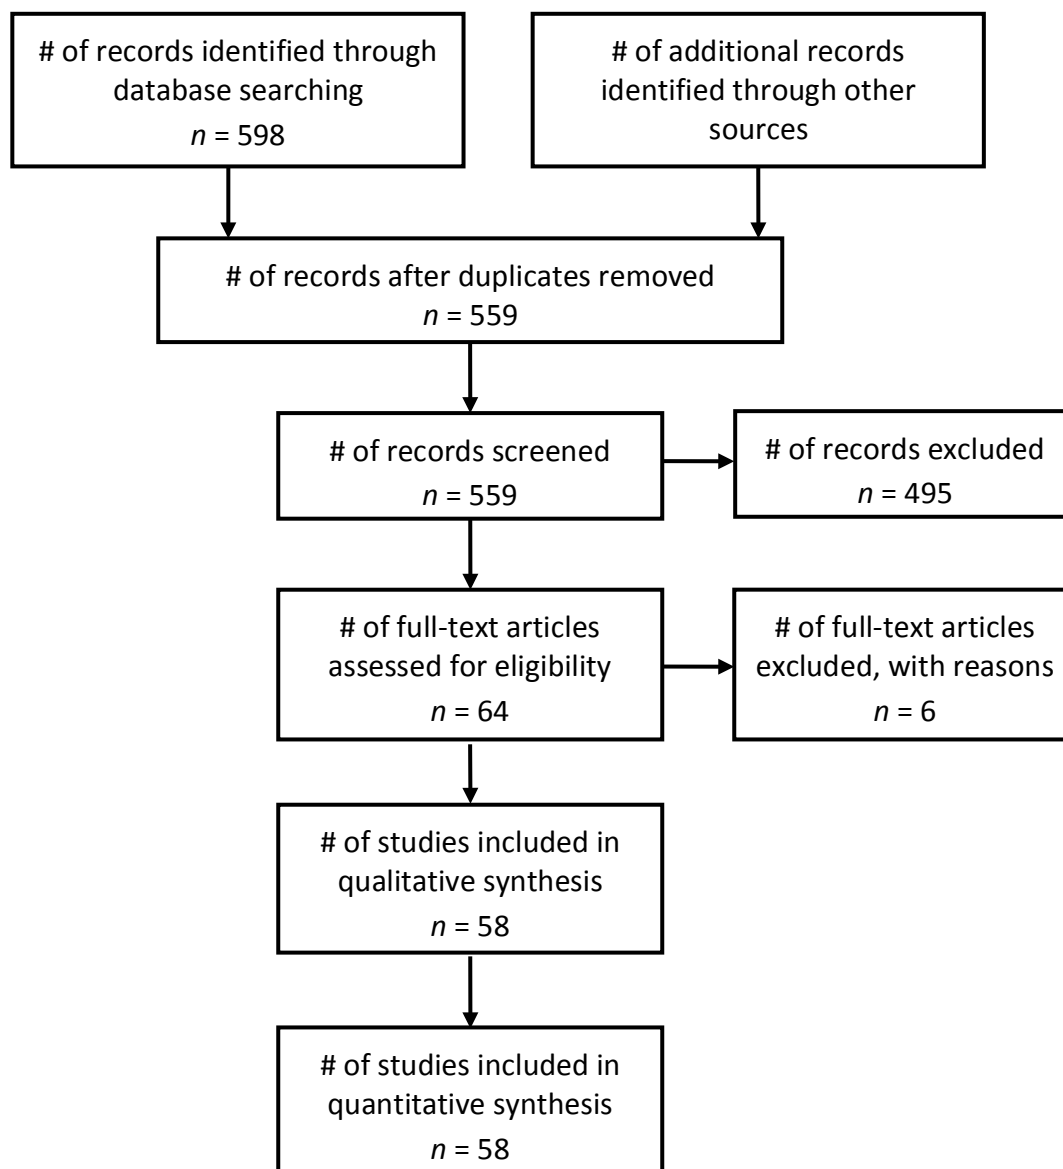 # of records identified through
database searching
n = 598
# of additional records
identified through other
sources
# of records after duplicates removed
n = 559
# of records screened
n = 559
# of records excluded
n = 495
# of full-text articles
assessed for eligibility
n = 64
# of full-text articles
excluded, with reasons
n = 6
# of studies included in
qualitative synthesis
n = 58
# of studies included in
quantitative synthesis
n = 58